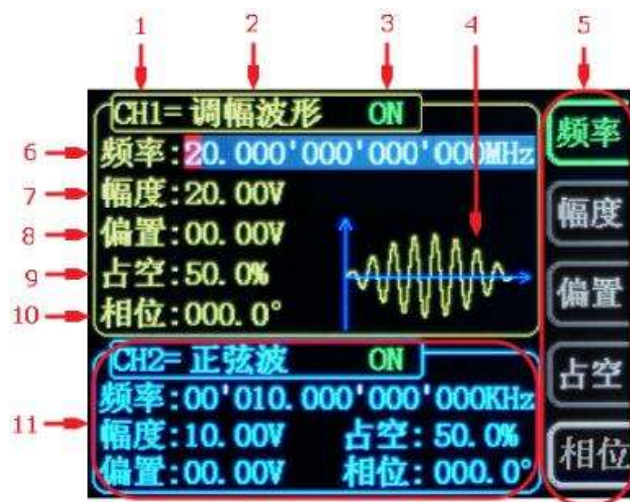 1 2 3 4 5
CH1= 调幅波形 ON
频率
6 频率:20.000'000'000'000MHz
7 幅度:20.00V
幅度
8 偏置:00.00V
9 占空:50.0%
偏置
10 相位:000.0°
CH2= 正弦波 ON
占空
频率:00'010.000'000'000KHz
11 幅度:10.00V 占空:50.0%
偏置:00.00V 相位:000.0°
相位